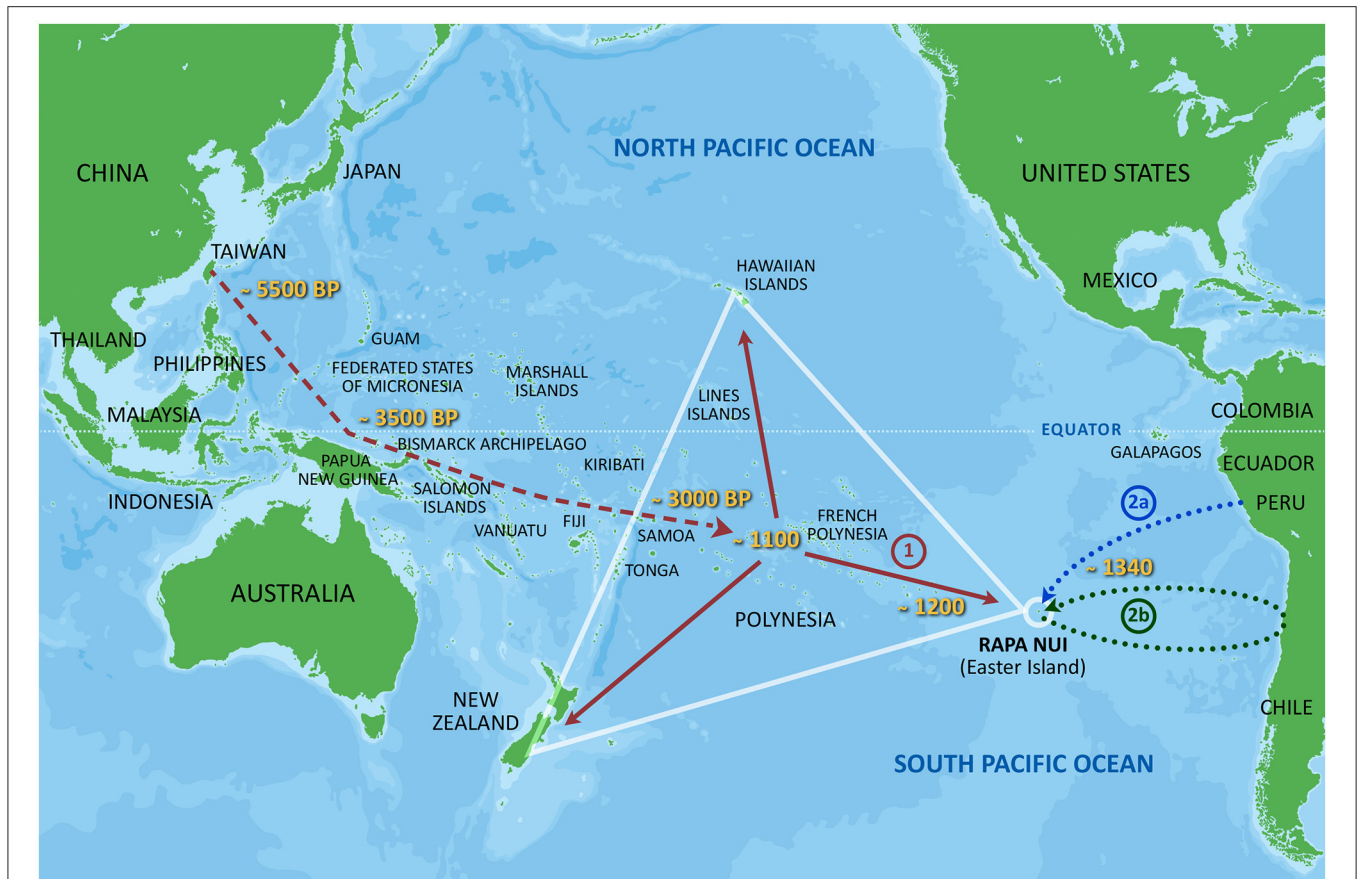 NORTH PACIFIC OCEAN
CHINA
JAPAN
UNITED STATES
TAIWAN
~ 5500 BP
HAWAIIAN
ISLANDS
MEXICO
THAILAND
GUAM
PHILIPPINES
FEDERATED STATES
OF MICRONESIA
MARSHALL
ISLANDS
LINES
ISLANDS
MALAYSIA
~ 3500 BP
COLOMBIA
EQUATOR
BISMARCK ARCHIPELAGO
GALAPAGOS
PAPUA
NEW GUINEA
KIRIBATI
ECUADOR
INDONESIA
SALOMON
ISLANDS
~ 3000 BP
2a
PERU
VANUATU
FIJI
SAMOA
FRENCH
POLYNESIA
~ 1100
1
TONGA
~ 1340
AUSTRALIA
~ 1200
2b
POLYNESIA
RAPA NUI
(Easter Island)
NEW
ZEALAND
CHILE
SOUTH PACIFIC OCEAN